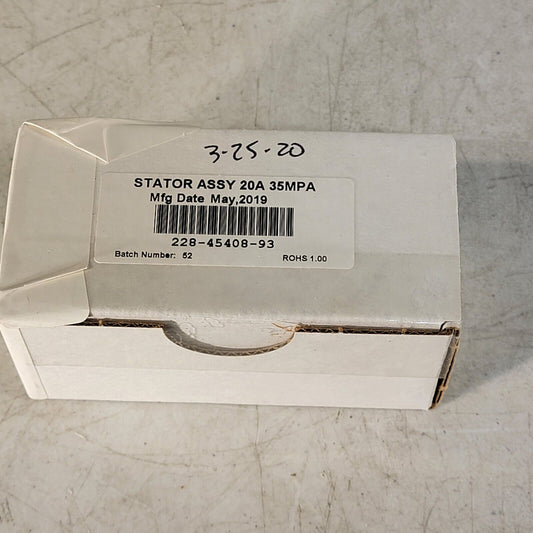 3-25-20
STATOR ASSY 20A 35MPA
Mfg Date May,2019
228-45408-93
Batch Number: 52 ROHS 1.00